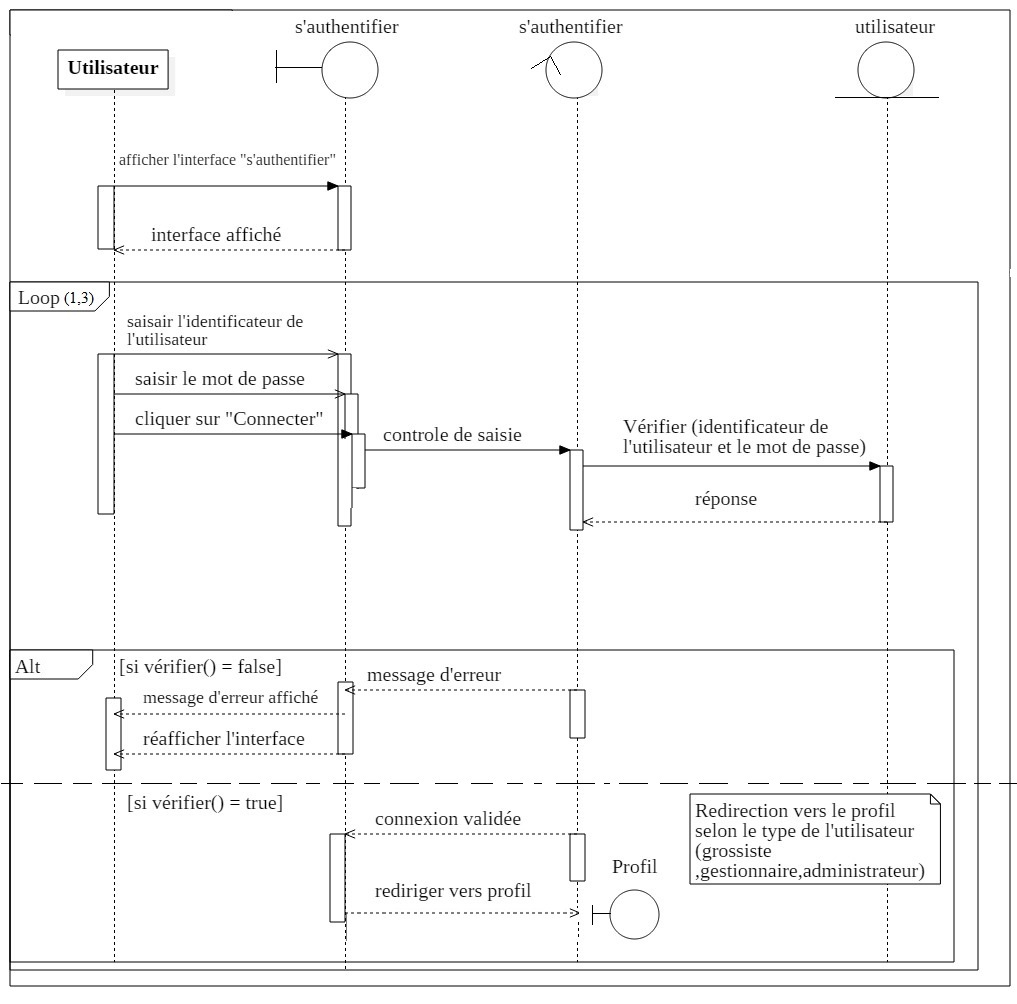 s'authentifier
s'authentifier
utilisateur
Utilisateur
afficher l'interface "s'authentifier"
interface affiché
Loop (1,3)
saisair l'identificateur de
l'utilisateur
saisir le mot de passe
cliquer sur "Connecter"
controle de saisie
Vérifier (identificateur de
l'utilisateur et le mot de passe)
réponse
Alt
[si vérifier() = false]
message d'erreur
message d'erreur affiché
réafficher l'interface
[si vérifier() = true]
connexion validée
Redirection vers le profil
selon le type de l'utilisateur
(grossiste
,gestionnaire,administrateur)
Profil
rediriger vers profil